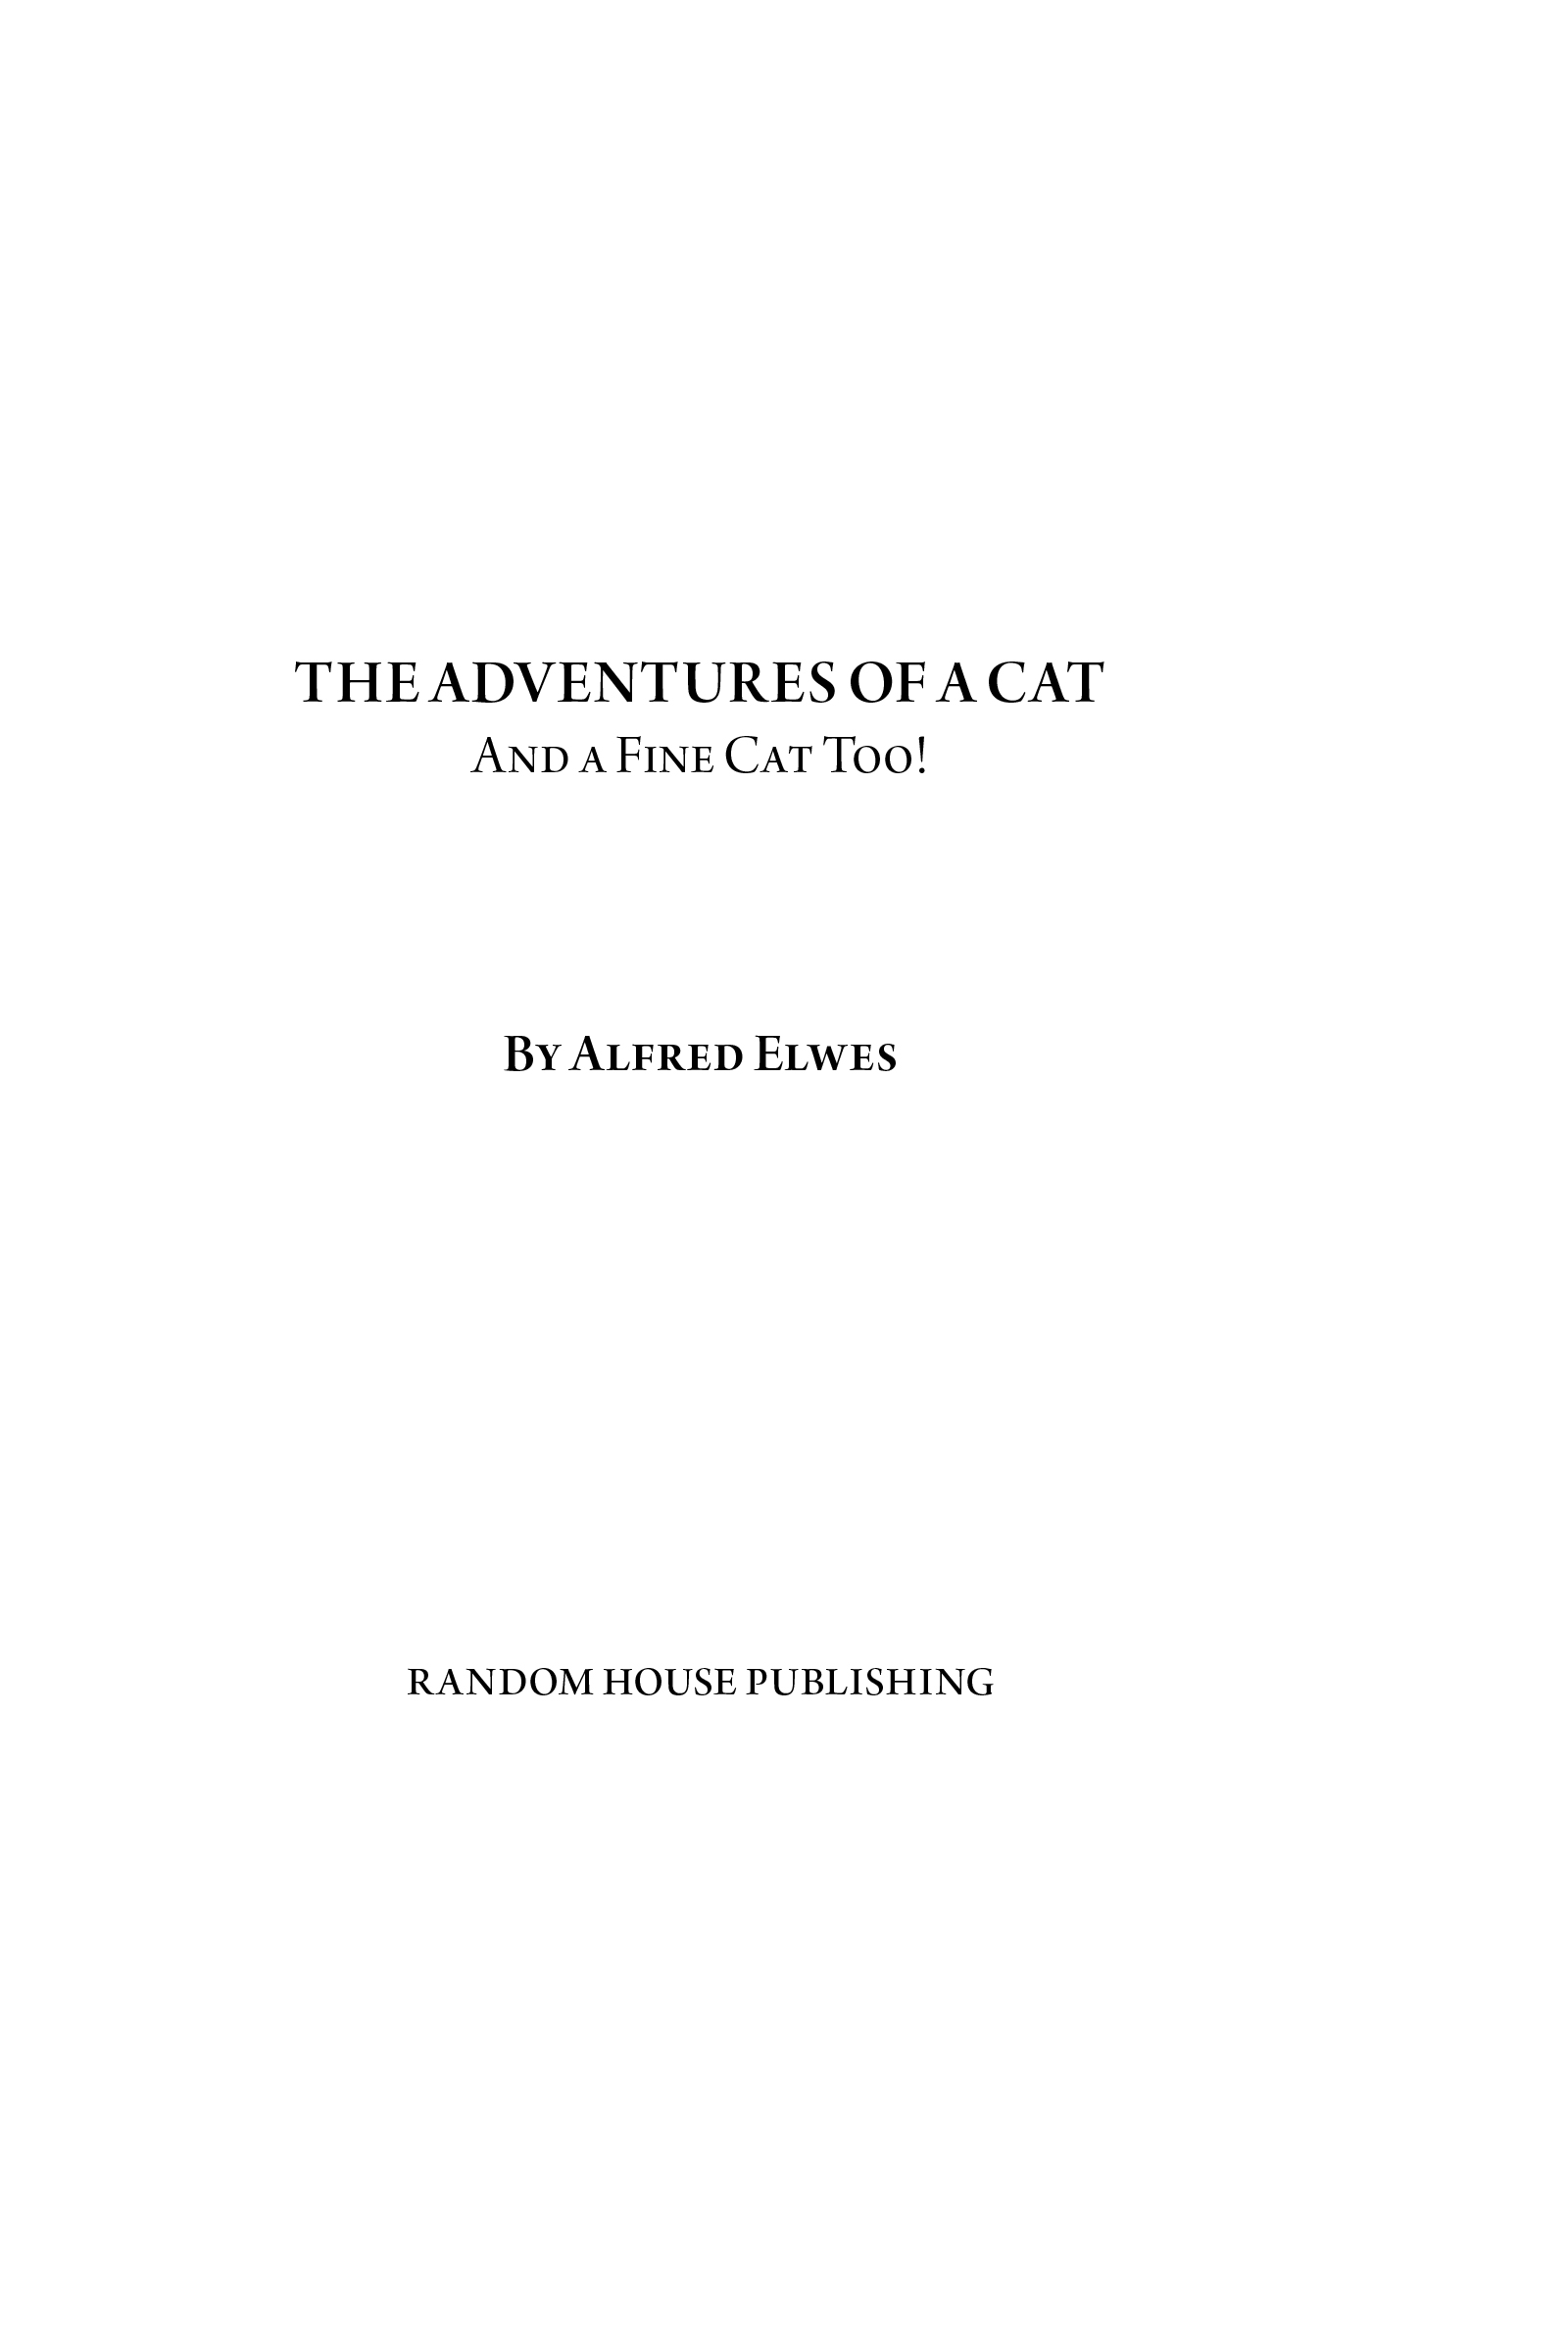 THE ADVENTURES OF A CAT
And a Fine Cat Too!
By Alfred Elwes
RANDOM HOUSE PUBLISHING